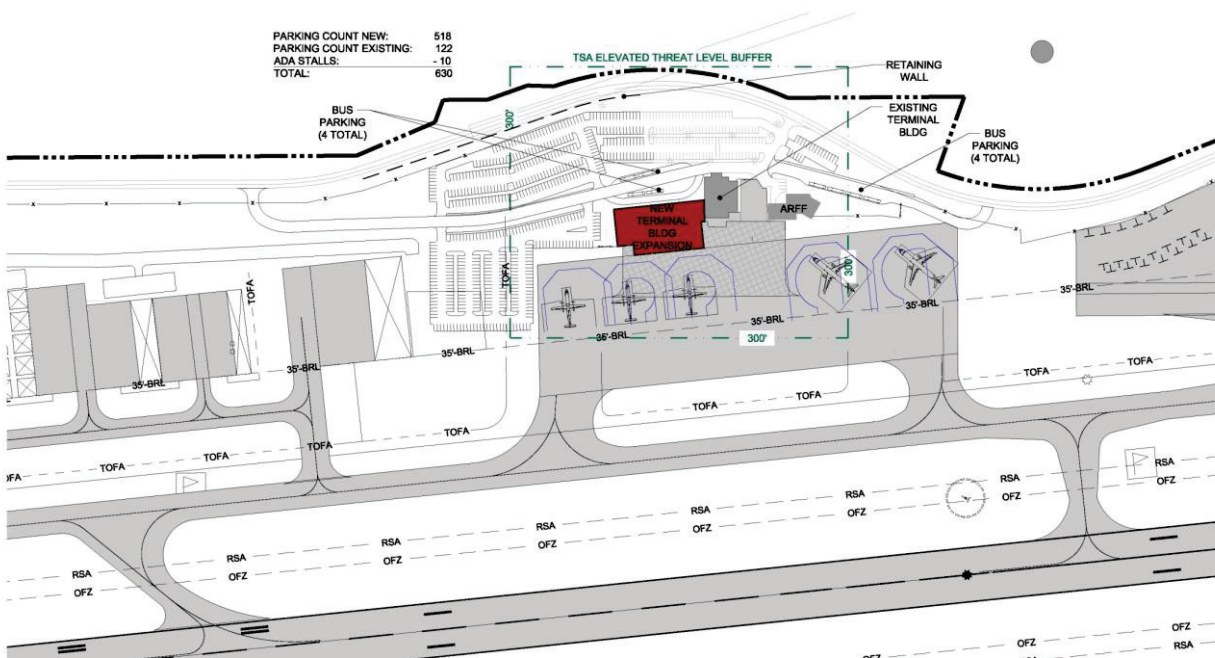 PARKING COUNT NEW: 518
PARKING COUNT EXISTING: 122
ADA STALLS: - 10
TOTAL: 630
TSA ELEVATED THREAT LEVEL BUFFER
RETAINING
WALL
BUS
PARKING
(4 TOTAL)
300'
EXISTING
TERMINAL
BLDG
BUS
PARKING
(4 TOTAL)
NEW
TERMINAL
BLDG
EXPANSION
ARFF
TOFA
TOFA
300'
35'-BRL
35'-BRL
35'-BRL
35'-BRL
300'
35'-BRL
35'-BRL
35'-BRL
TOFA
TOFA
TOFA
TOFA
TOFA
TOFA
TOFA
TOFA
TOFA
TOFA
RSA
RSA
RSA
RSA
RSA
RSA
RSA
OFZ
OFZ
OFZ
OFZ
OFZ
OFZ
OFZ
OFZ
OFZ
RSA